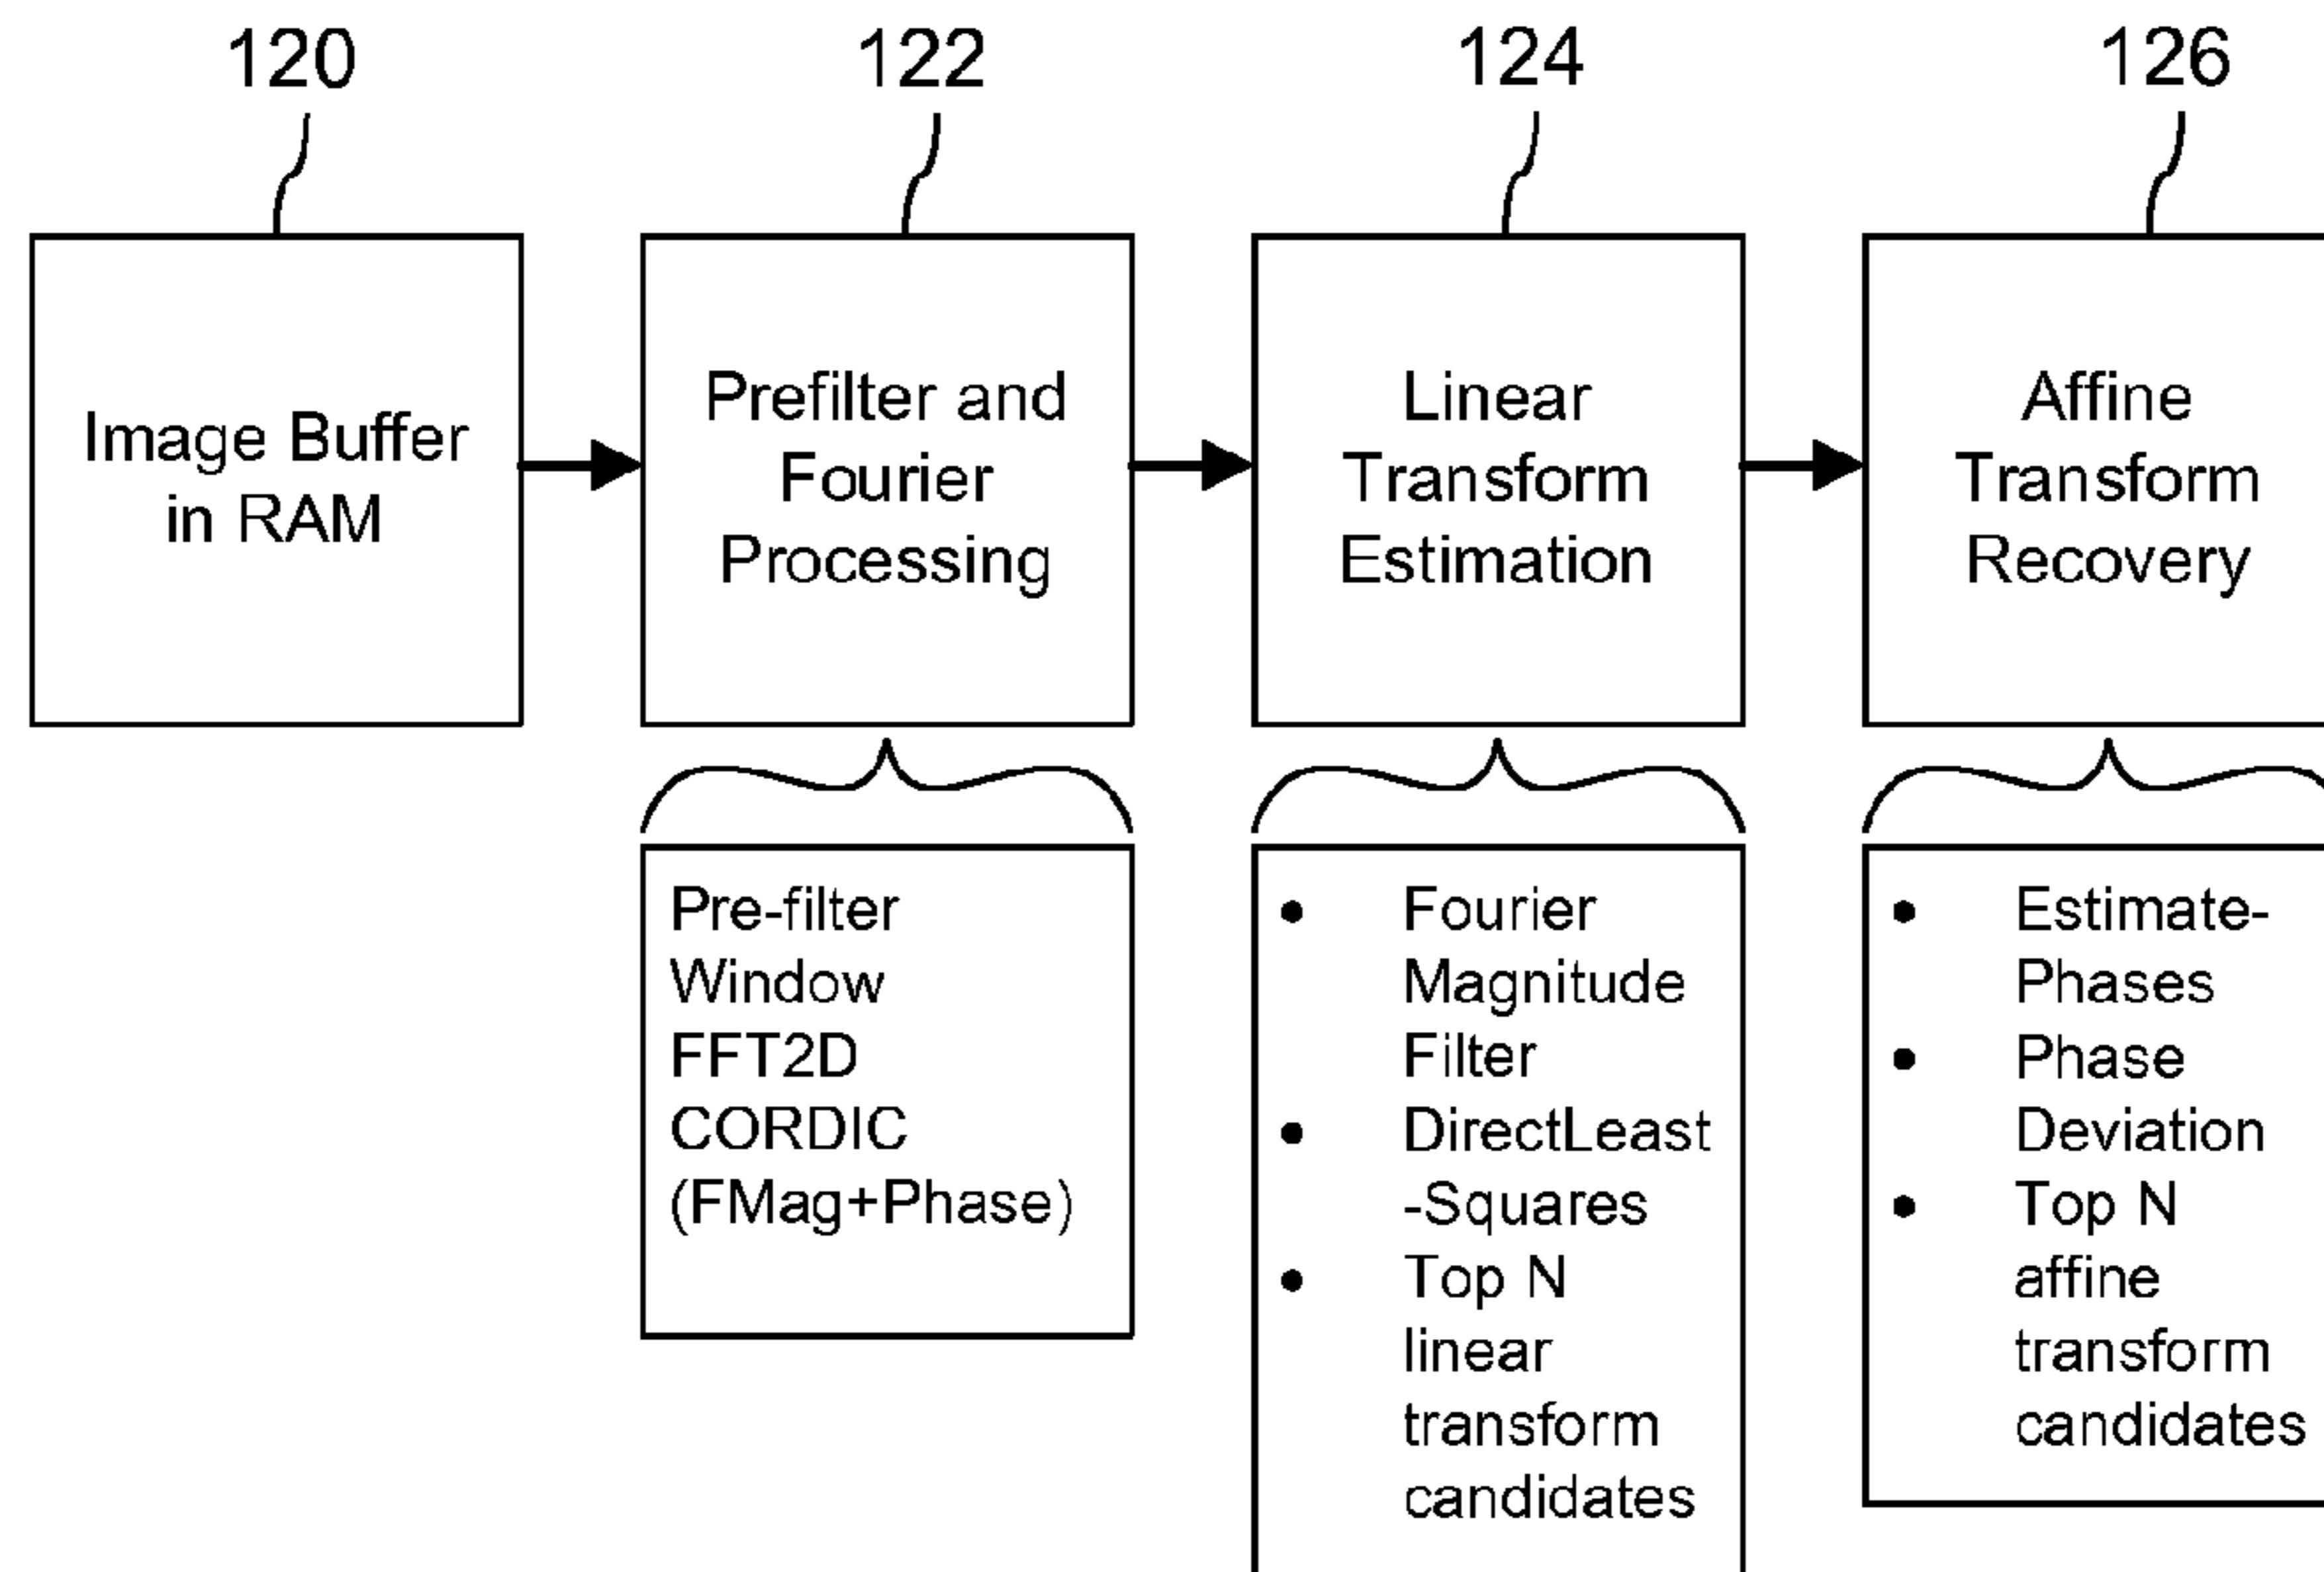 120
122
124
126
Image Buffer
in RAM
Prefilter and
Fourier
Processing
Linear
Transform
Estimation
Affine
Transform
Recovery
Pre-filter
Window
FFT2D
CORDIC
(FMag+Phase)
• Fourier
Magnitude
Filter
• DirectLeast
-Squares
• Top N
linear
transform
candidates
• Estimate-
Phases
• Phase
Deviation
• Top N
affine
transform
candidates